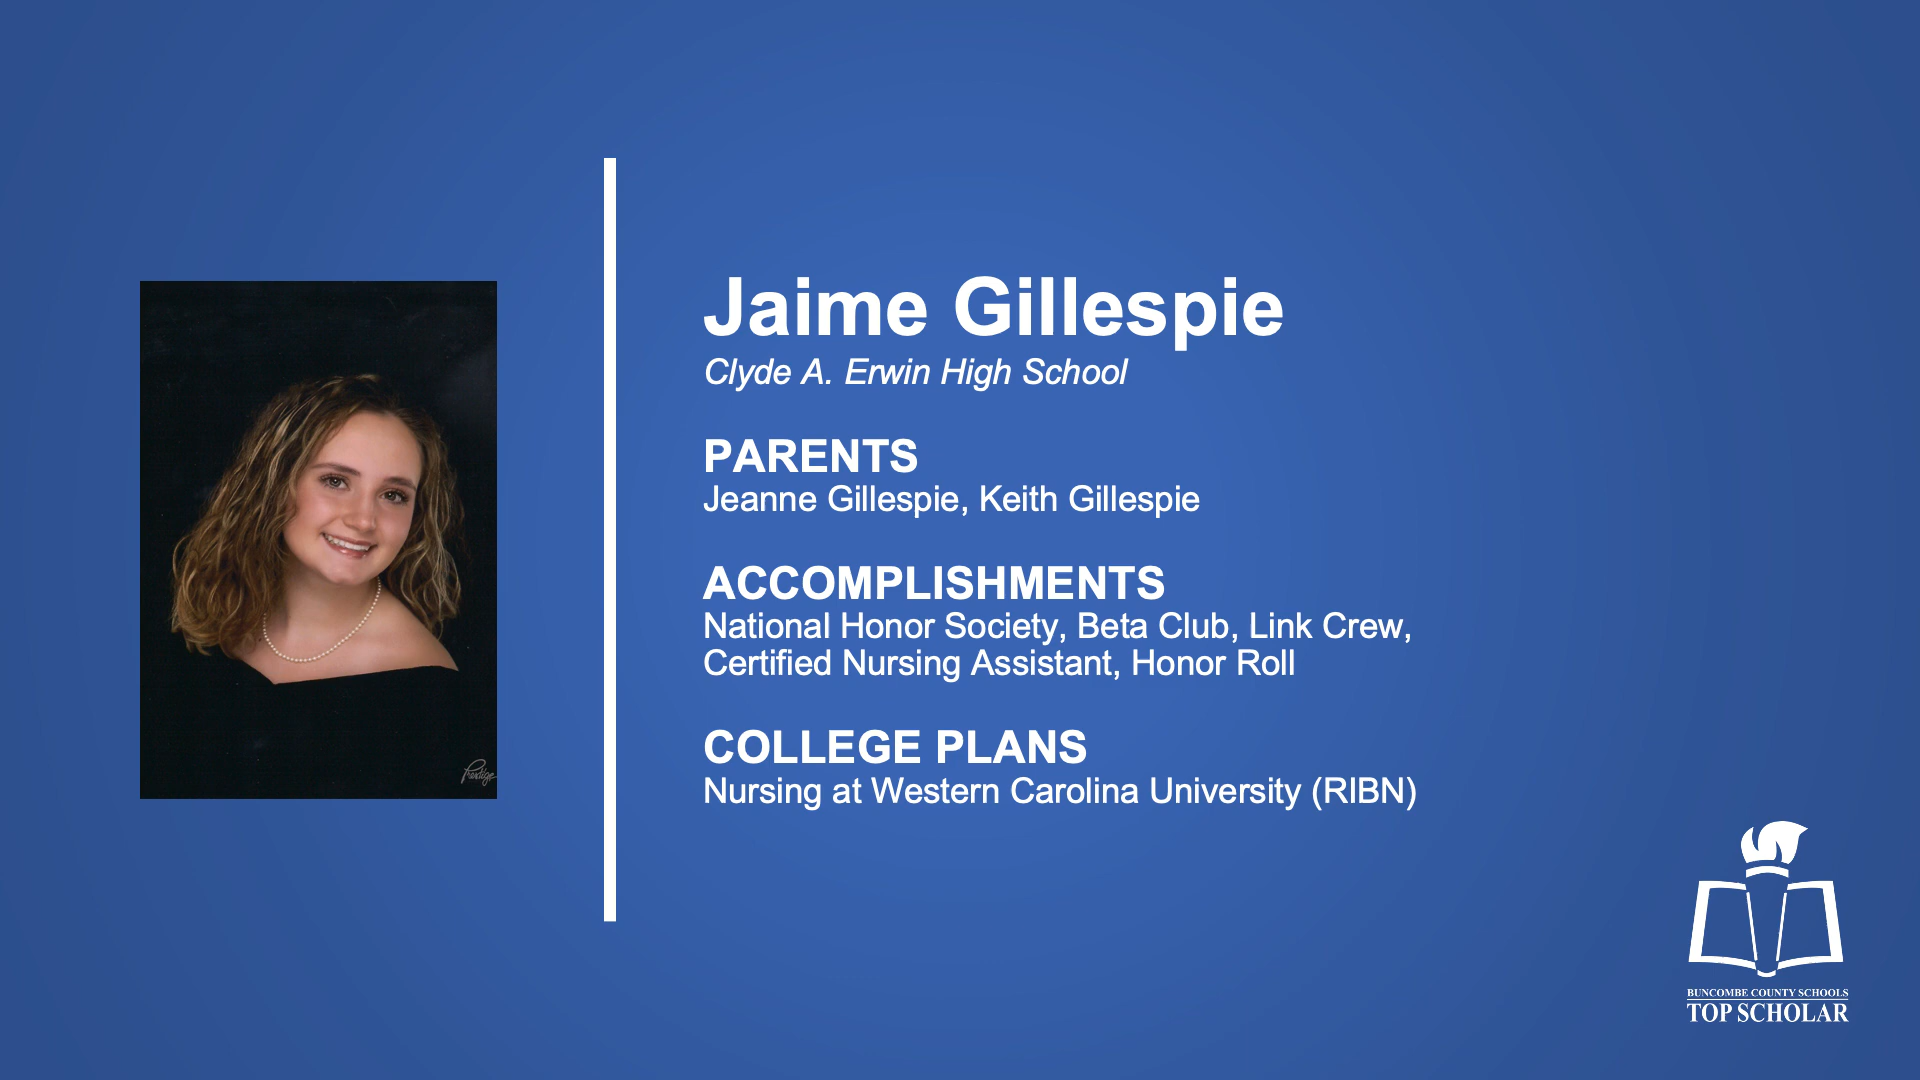 Jaime Gillespie
Clyde A. Erwin High School
PARENTS
Jeanne Gillespie, Keith Gillespie
ACCOMPLISHMENTS
National Honor Society, Beta Club, Link Crew,
Certified Nursing Assistant, Honor Roll
COLLEGE PLANS
Nursing at Western Carolina University (RIBN)
Prestige
BUNCOMBE COUNTY SCHOOLS
TOP SCHOLAR